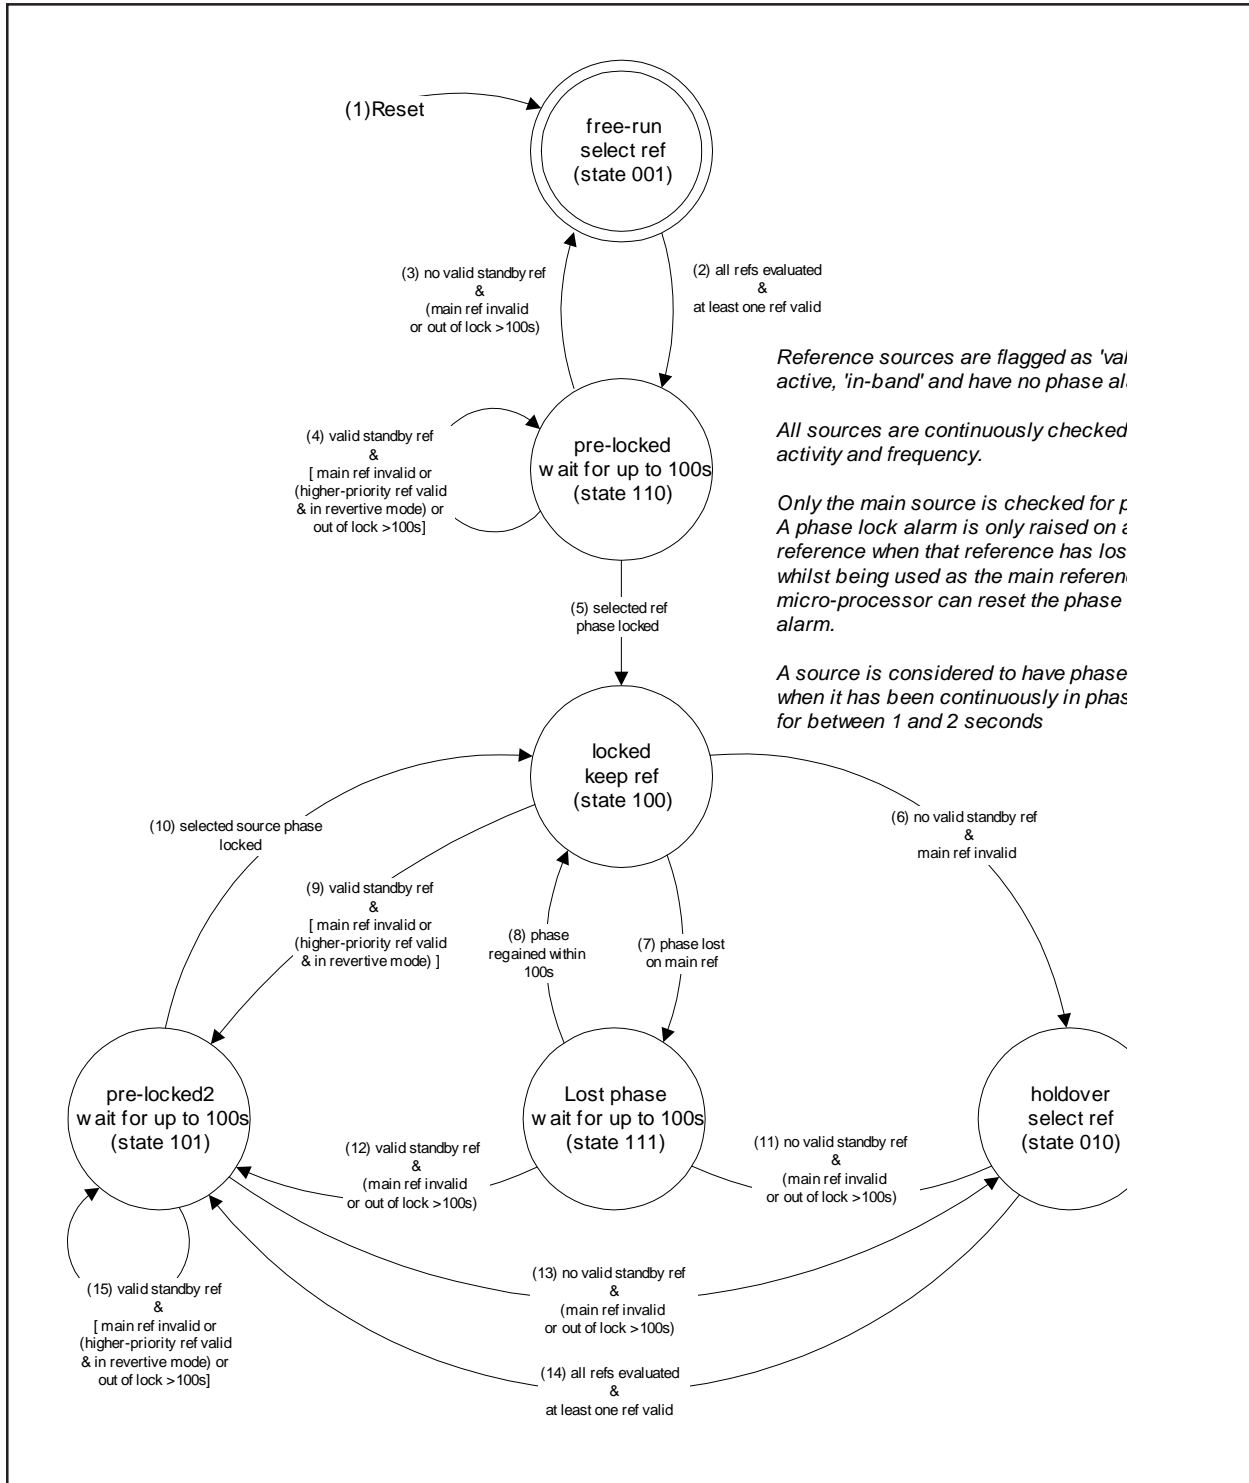 (1)Reset
free-run
select ref
(state 001)
(3) no valid standby ref
&
(main ref invalid
or out of lock >100s)
(2) all refs evaluated
&
at least one ref valid
Reference sources are flagged as
active, 'in-band' and have no phase
All sources are continuously checked
activity and frequency.
Only the main source is checked for
A phase lock alarm is only raised on
reference when that reference has
whilst being used as the main
micro-processor can reset the phase
alarm.
A source is considered to have phase
when it has been continuously in
for between 1 and 2 seconds
(4) valid standby ref
&
[ main ref invalid or
(higher-priority ref valid
& in revertive mode) or
out of lock >100s]
pre-locked
wait for up to 100s
(state 110)
(5) selected ref
phase locked
locked
keep ref
(state 100)
(10) selected source phase
locked
(6) no valid standby ref
&
main ref invalid
(9) valid standby ref
&
[ main ref invalid or
(higher-priority ref valid
& in revertive mode) ]
(8) phase
regained within
100s
(7) phase lost
on main ref
pre-locked2
wait for up to 100s
(state 101)
Lost phase
wait for up to 100s
(state 111)
holdover
select ref
(state 010)
(12) valid standby ref
&
(main ref invalid
or out of lock >100s)
(11) no valid standby ref
&
(main ref invalid
or out of lock >100s)
(15) valid standby ref
&
[ main ref invalid or
(higher-priority ref valid
& in revertive mode) or
out of lock >100s]
(13) no valid standby ref
&
(main ref invalid
or out of lock >100s)
(14) all refs evaluated
&
at least one ref valid